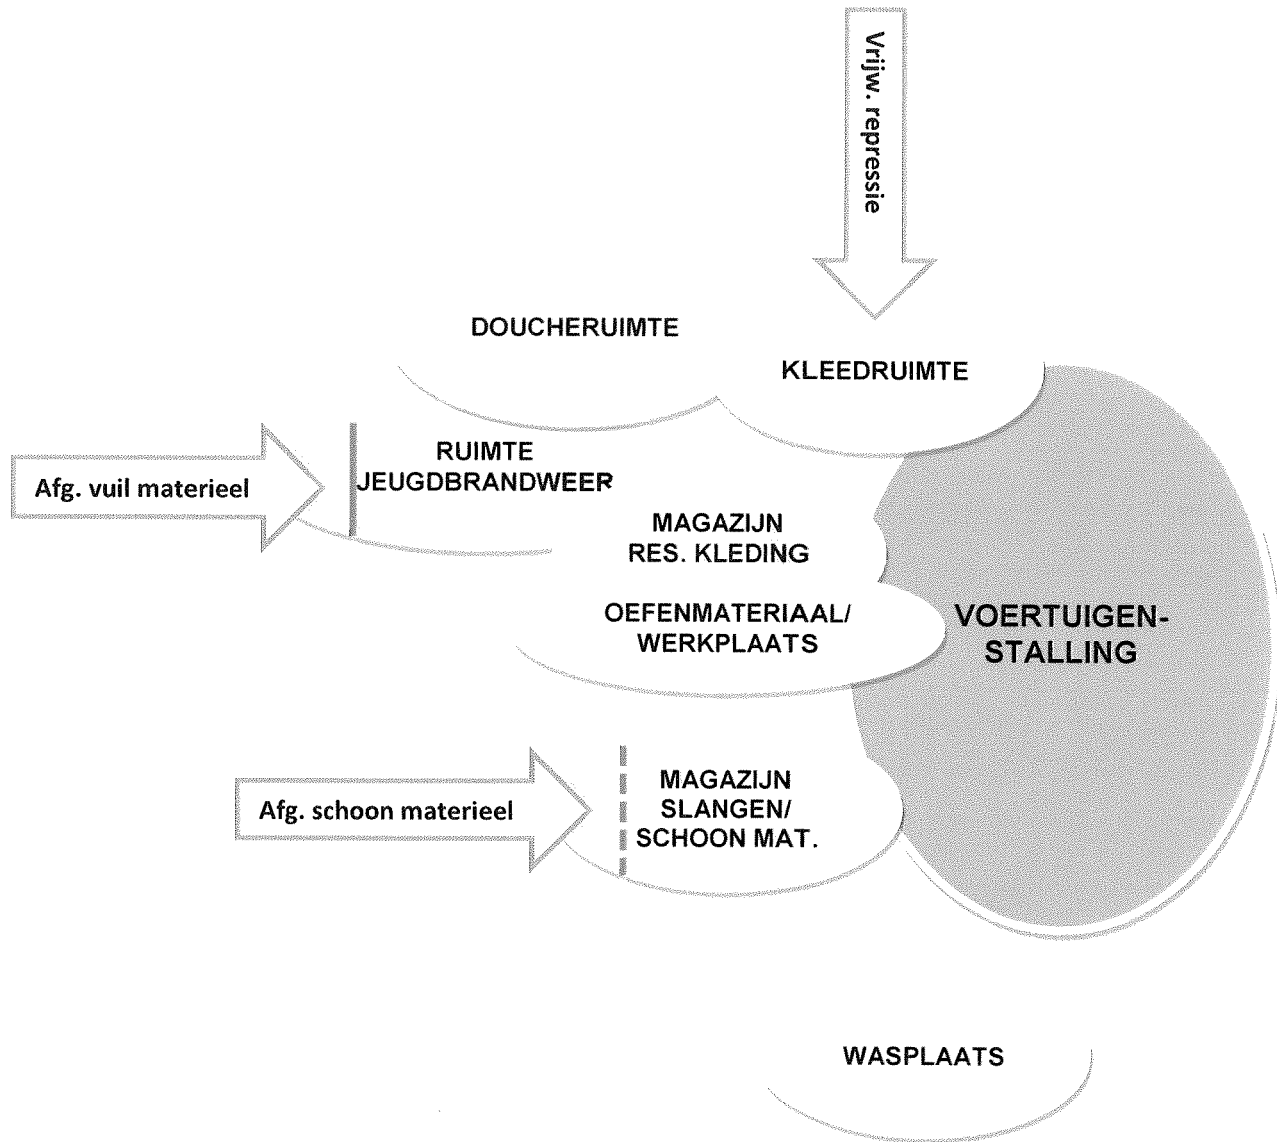 Vrijw. repressie
DOUCHERUIMTE
KLEEDRUIMTE
RUIMTE
JEUGDBRANDWEER
Afg. vuil materieel
MAGAZIJN
RES. KLEDING
OEFENMATERIAAL/
WERKPLAATS
VOERTUIGEN-
STALLING
Afg. schoon materieel
MAGAZIJN
SLANGEN/
SCHOON MAT.
WASPLAATS